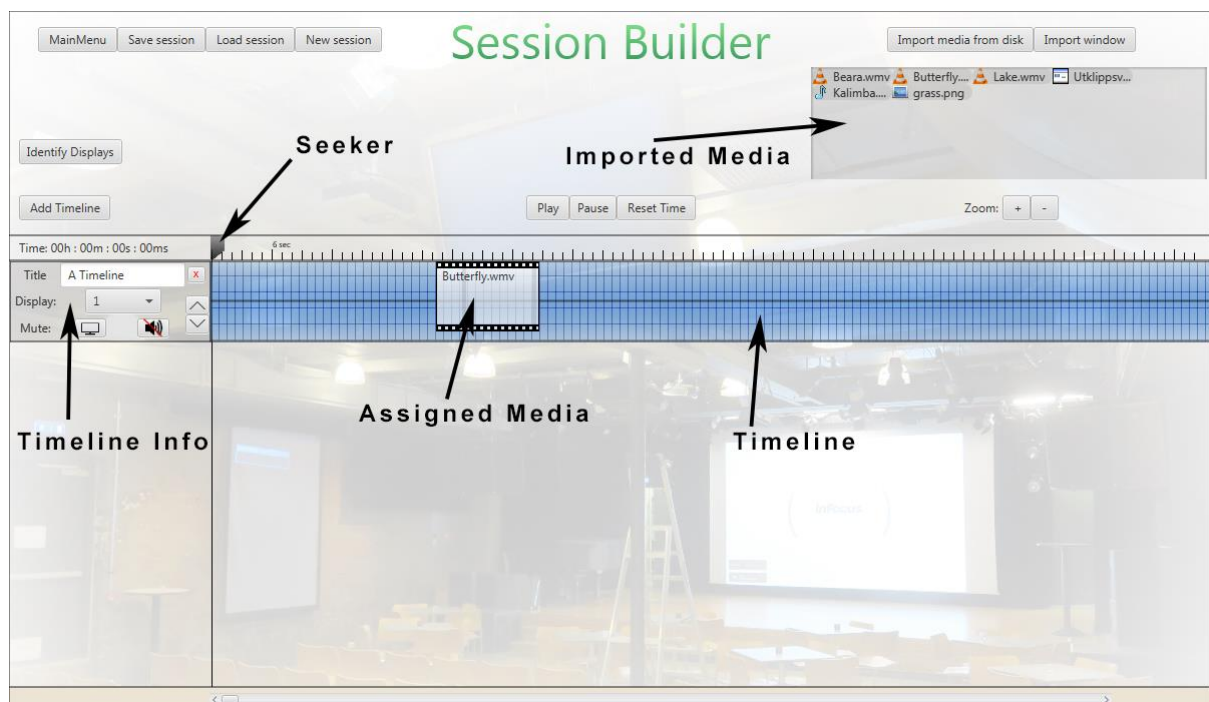 MainMenu Save session Load session New session
Session Builder
Import media from disk Import window
Beara.wmv Butterfly.... Lake.wmv Utklippsv...
Kalimba.... grass.png
Identify Displays
Seeker
Imported Media
Add Timeline
Play Pause Reset Time
Zoom: + -
Time: 00h : 00m : 00s : 00ms
6 sec
Title A Timeline X
Butterfly.wmv
Display: 1
Mute:
Assigned Media
Timeline Info
Timeline
InFocus